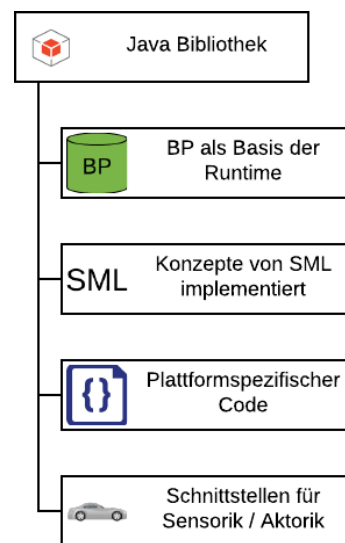 Java Bibliothek
BP
BP als Basis der
Runtime
SML
Konzepte von SML
implementiert
{}
Plattformspezifischer
Code
Schnittstellen für
Sensorik / Aktorik